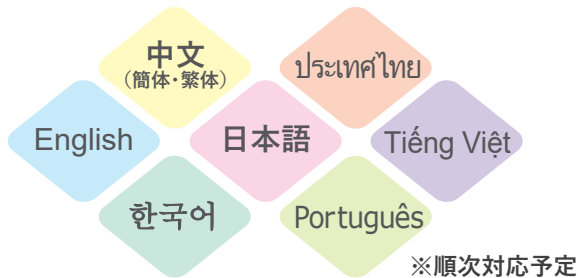 中文
（簡体・繁体）
ประเทศไทย
English
日本語
Tiếng Việt
한국어
Português
※順次対応予定